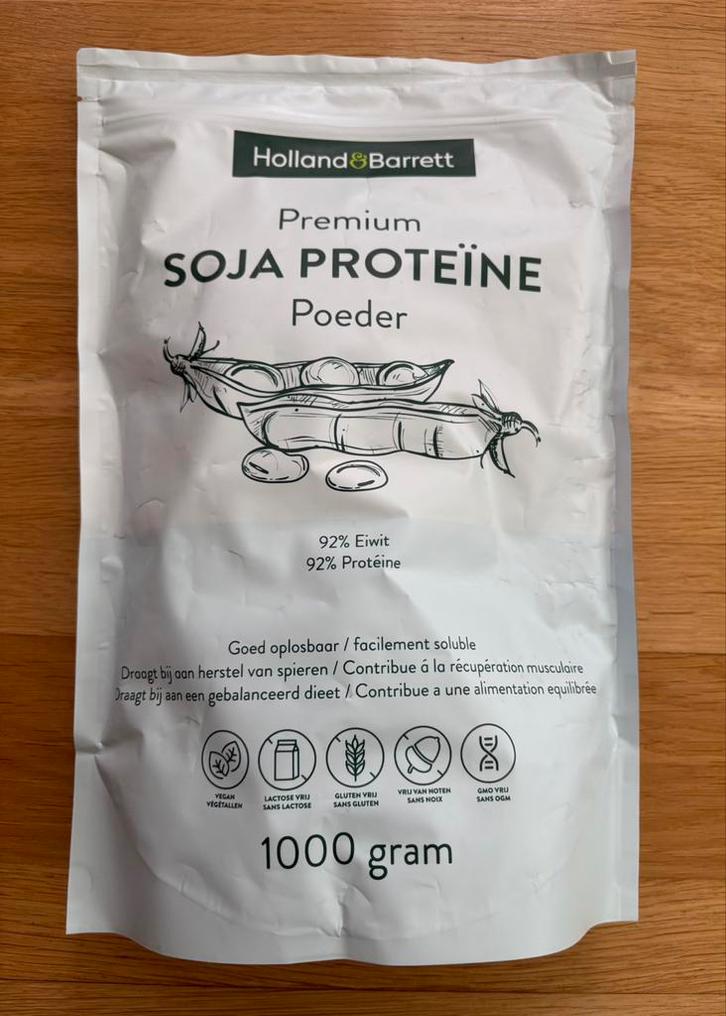 Holland&Barrett
Premium
SOJA PROTEÏNE
Poeder
92% Eiwit
92% Protéine
Goed oplosbaar / facilement soluble
Draagt bij aan herstel van spieren / Contribue á la récupération musculaire
Draagt bij aan een gebalanceerd dieet / Contribue a une alimentation equilibrée
VEGAN
VÉGÉTALIEN
LACTOSE VRIJ
SANS LACTOSE
GLUTEN VRIJ
SANS GLUTEN
VRIJ VAN NOTEN
SANS NOIX
GMO VRIJ
SANS OGM
1000 gram